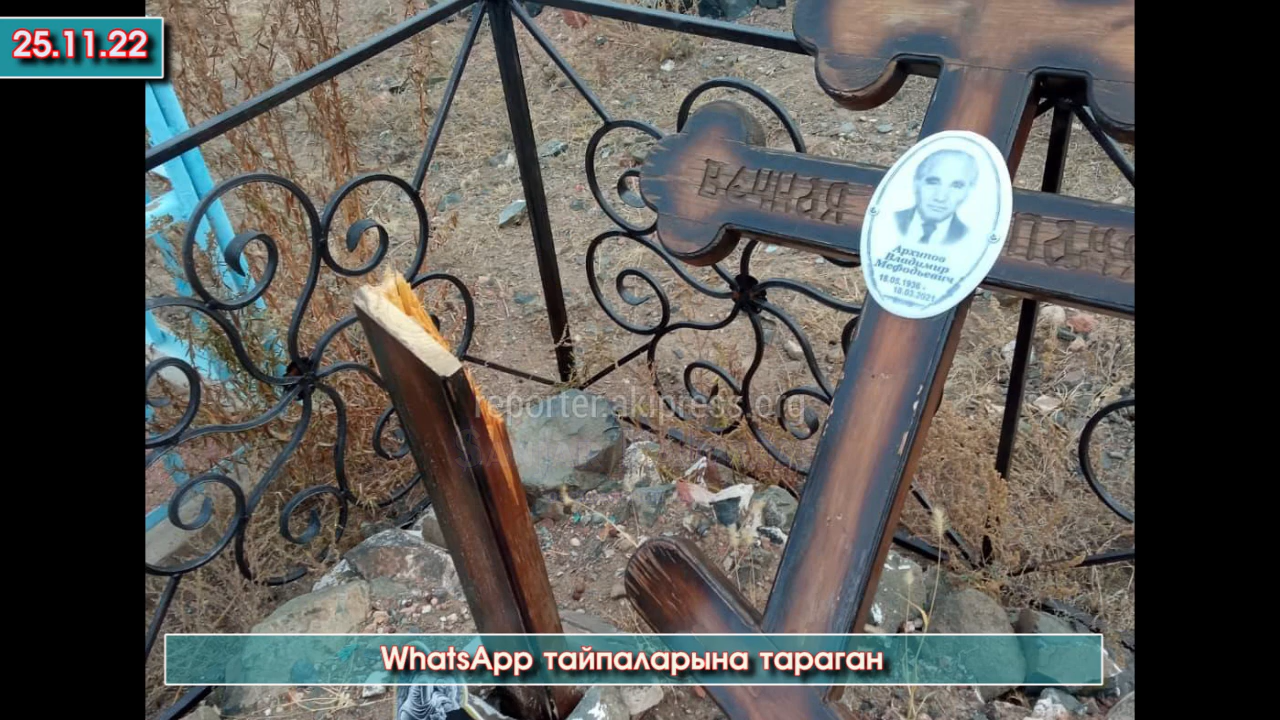 25.11.22
ВЕЧНАЯ
ПАМЯ
Архипов
Владимир
Мефодьевич
18.05.1936 -
18.03.2021
reporter.akipress.org
WhatsApp тайпаларына тараган